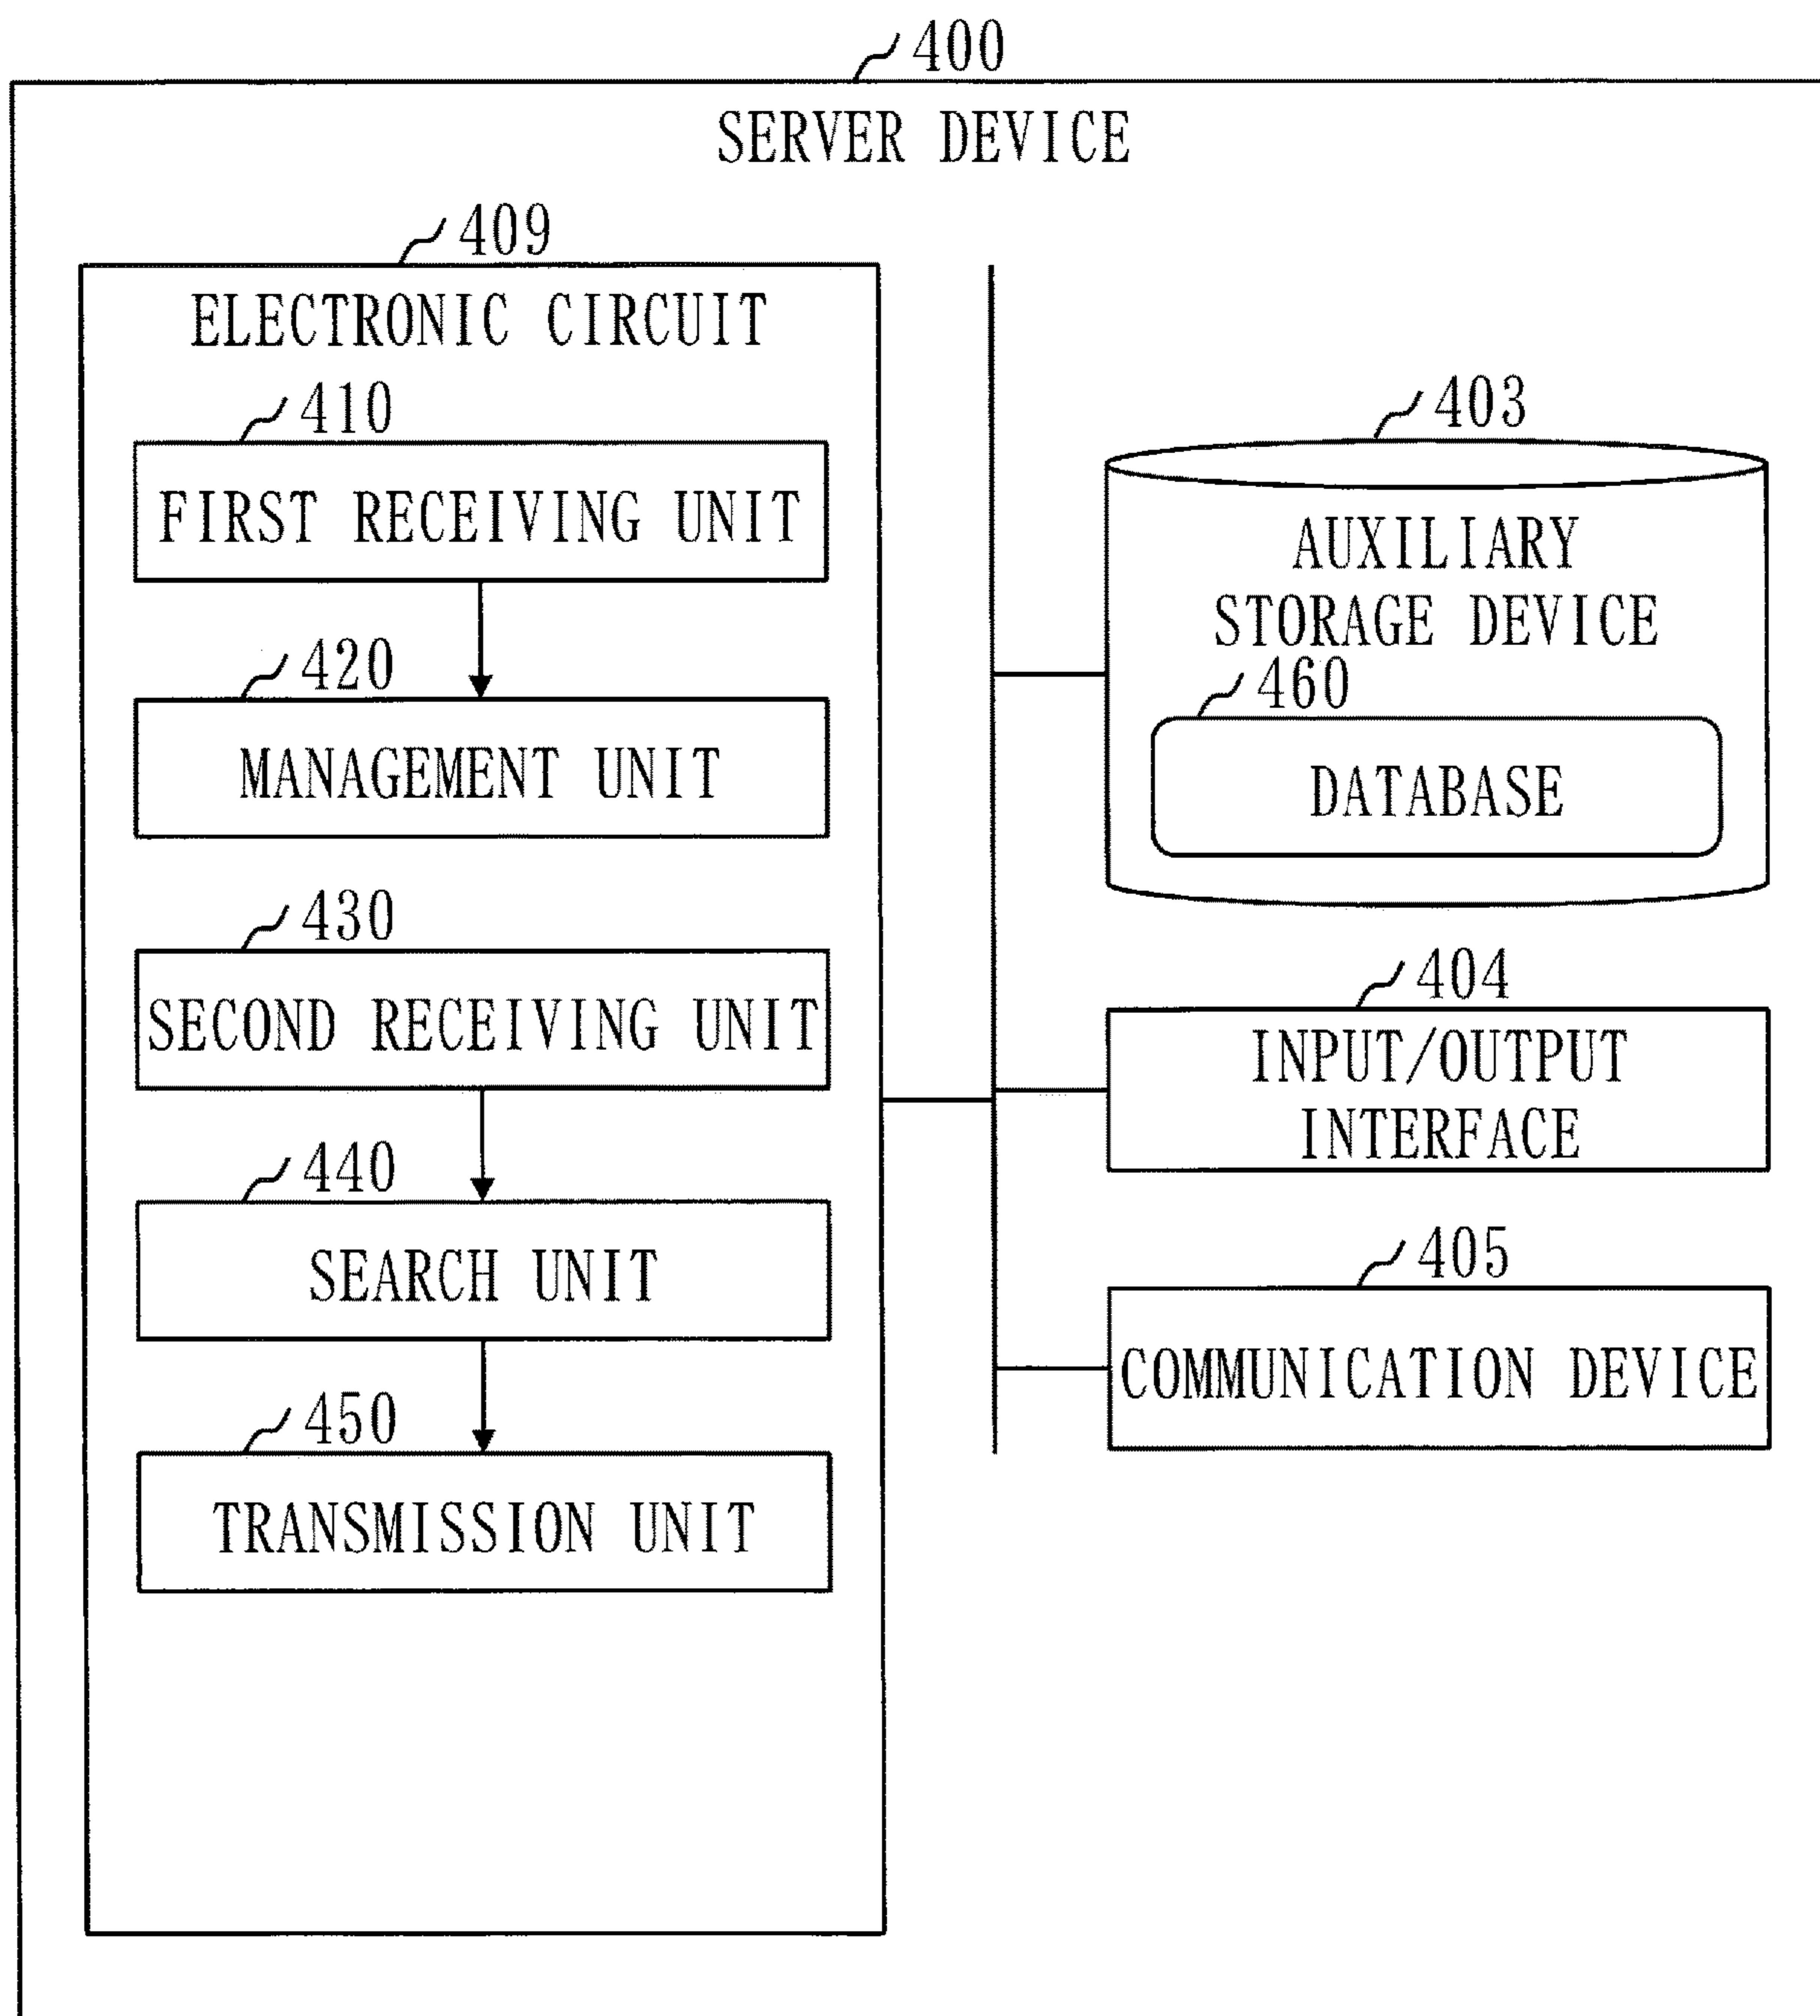 400
SERVER DEVICE
409
ELECTRONIC CIRCUIT
410
FIRST RECEIVING UNIT
420
MANAGEMENT UNIT
430
SECOND RECEIVING UNIT
440
SEARCH UNIT
450
TRANSMISSION UNIT
403
AUXILIARY
STORAGE DEVICE
460
DATABASE
404
INPUT/OUTPUT
INTERFACE
405
COMMUNICATION DEVICE